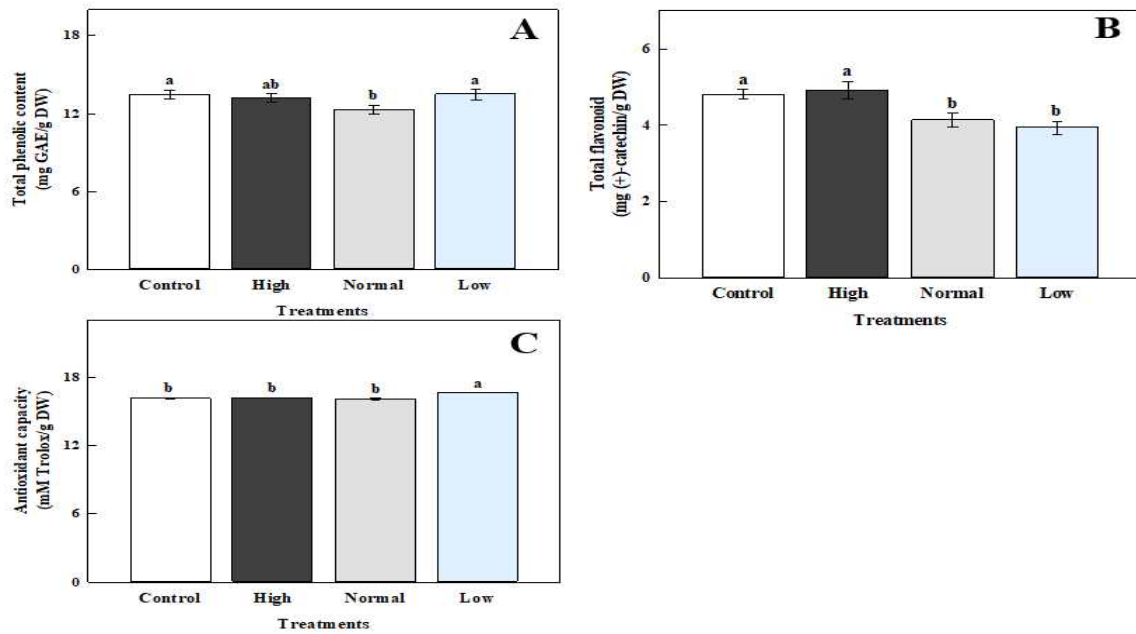 A
Total phenolic content
(mg GAE/g DW)
18
12
6
0
a
ab
b
a
Control High Normal Low
Treatments
B
Total flavonoid
(mg (+)-catechin/g DW)
6
4
2
0
a
a
b
b
Control High Normal Low
Treatments
C
Antioxidant capacity
(mM Trolox/g DW)
18
12
6
0
b
b
b
a
Control High Normal Low
Treatments